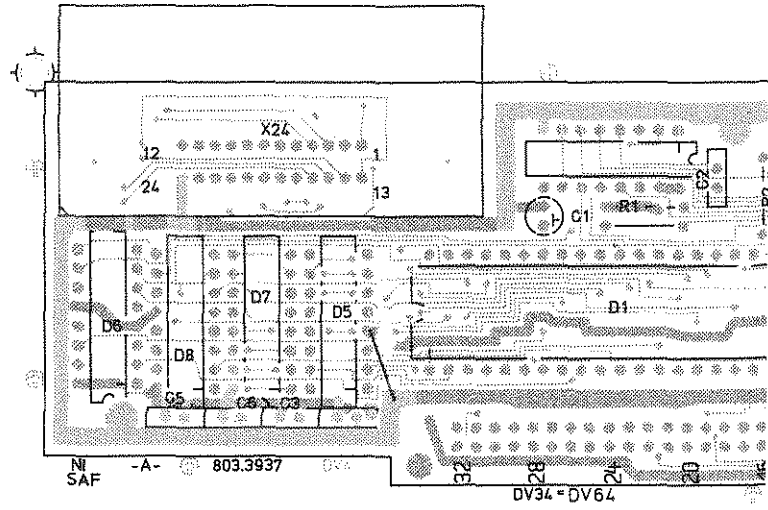 X24
12 1
24 13
C2
R1
C1
D7
D5 D1
D6
D8
C5 C6 C3
NI -A- 803.3937
SAF
32 28 24 20
DV34=DV64